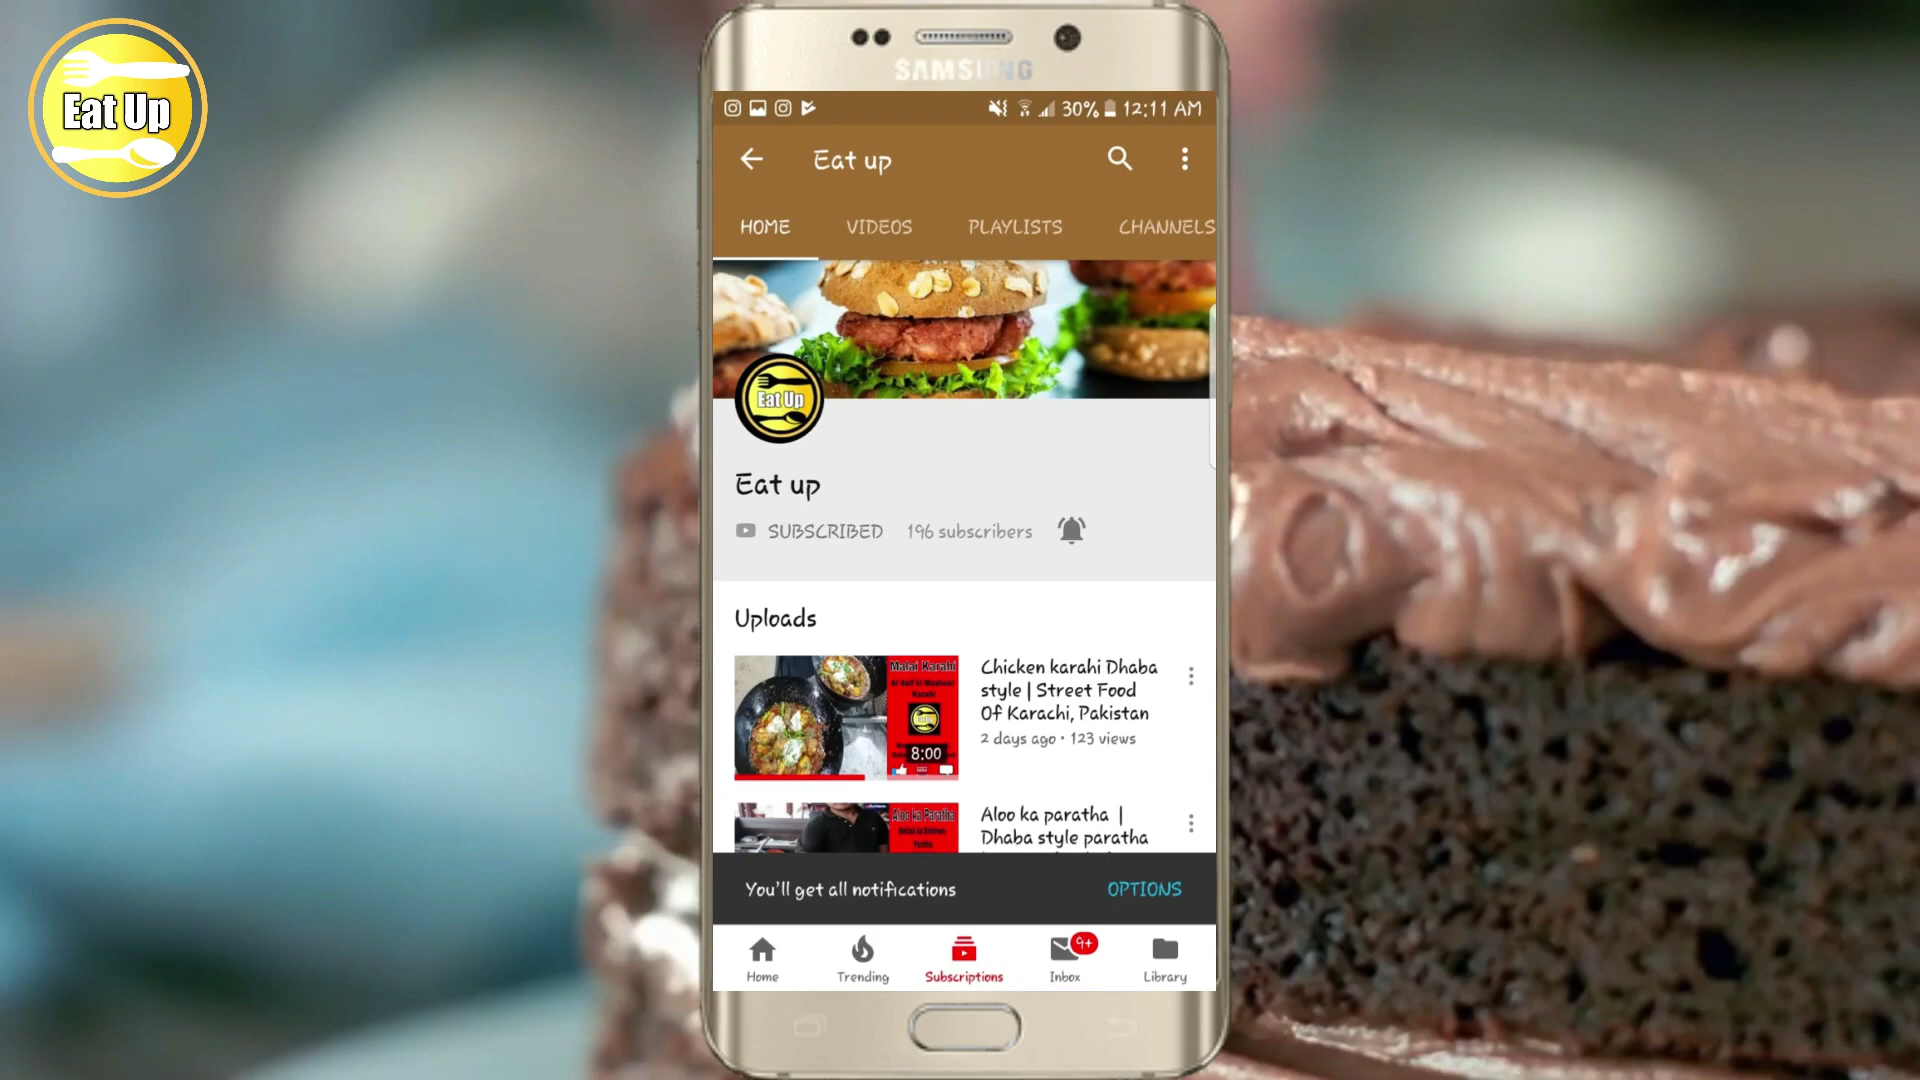 Eat Up
SAMSUNG
30% 12:11 AM
Eat up
HOME VIDEOS PLAYLISTS CHANNELS
Eat Up
Eat up
SUBSCRIBED 196 subscribers
Uploads
Malai Karahi
Karahi
8:00
Chicken karahi Dhaba
style | Street Food
Of Karachi, Pakistan
2 days ago • 123 views
Aloo ka Paratha
Aloo ka paratha |
Dhaba style paratha
You'll get all notifications OPTIONS
9+
Home Trending Subscriptions Inbox Library